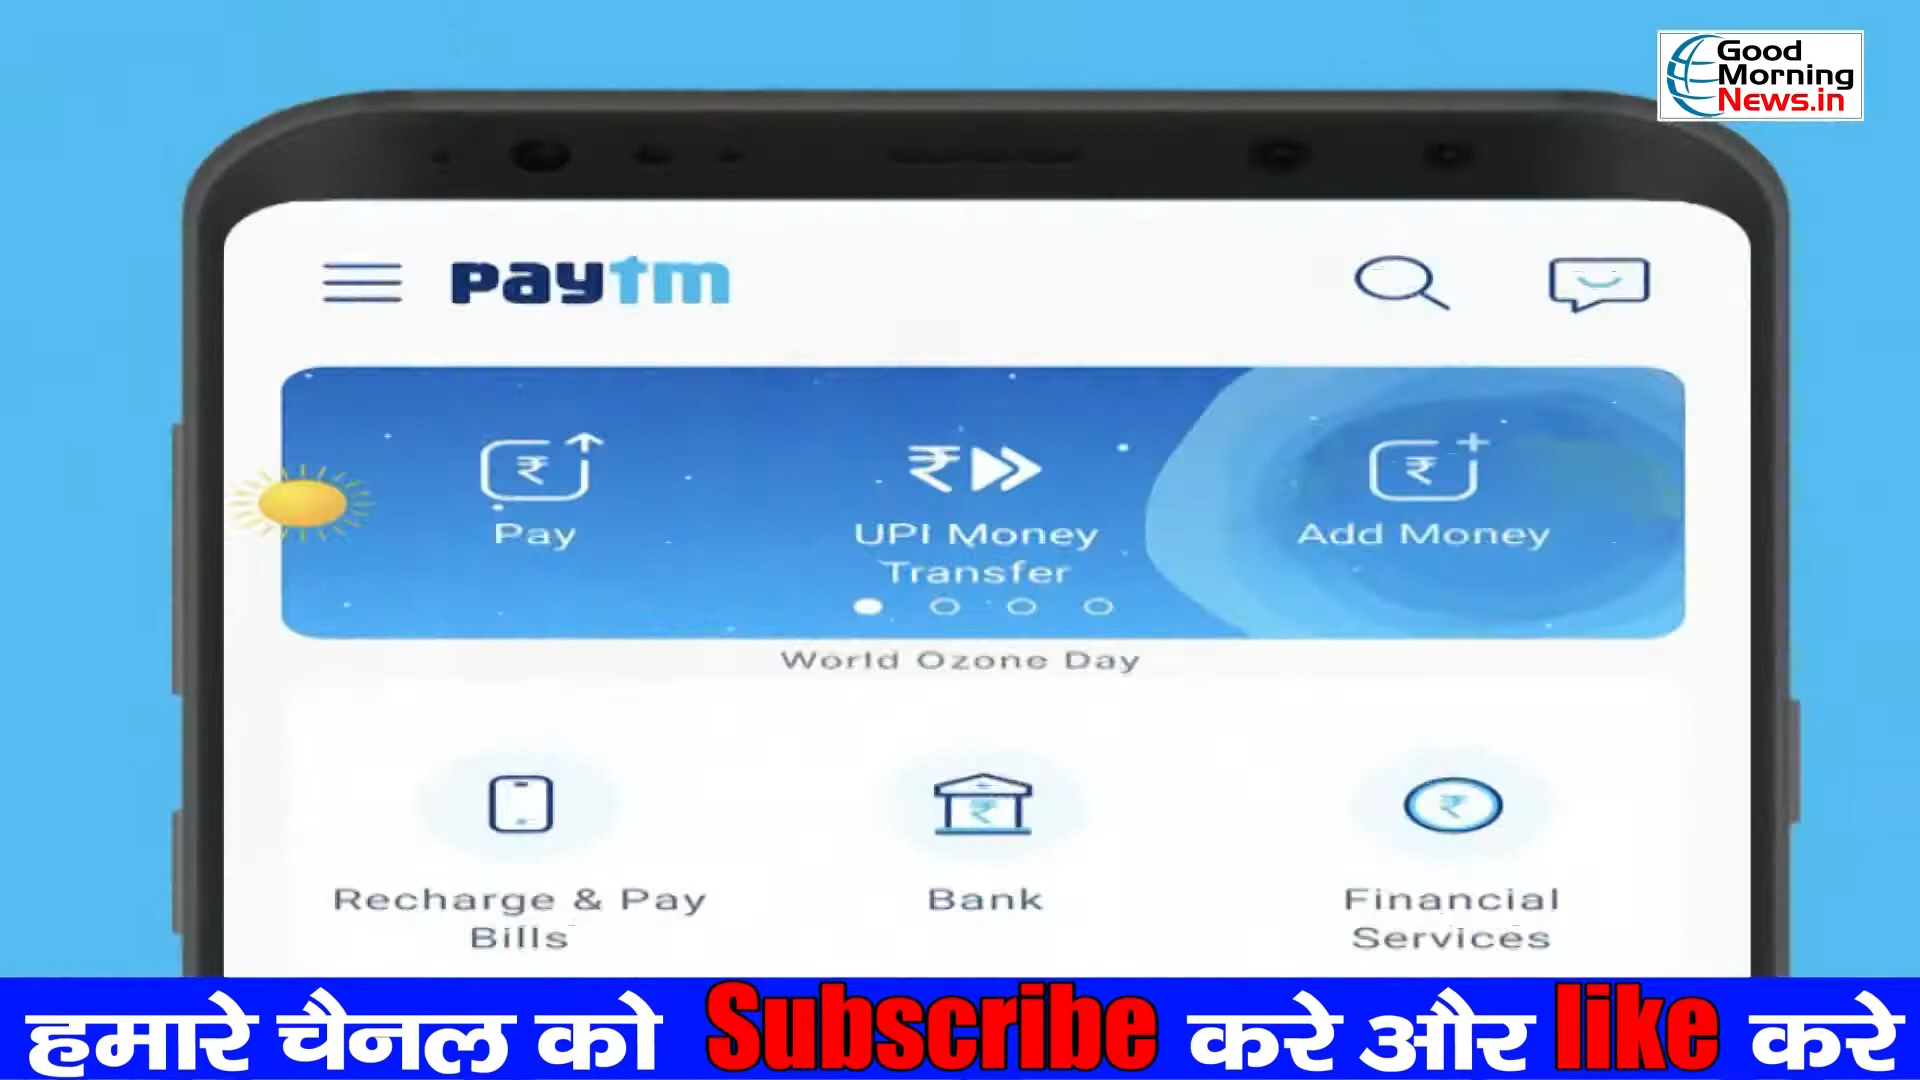 Good
Morning
News.in
paytm
Pay
UPI Money
Transfer
Add Money
World Ozone Day
Recharge & Pay
Bills
Bank
Financial
Services
हमारे चैनल को Subscribe करे और like करे